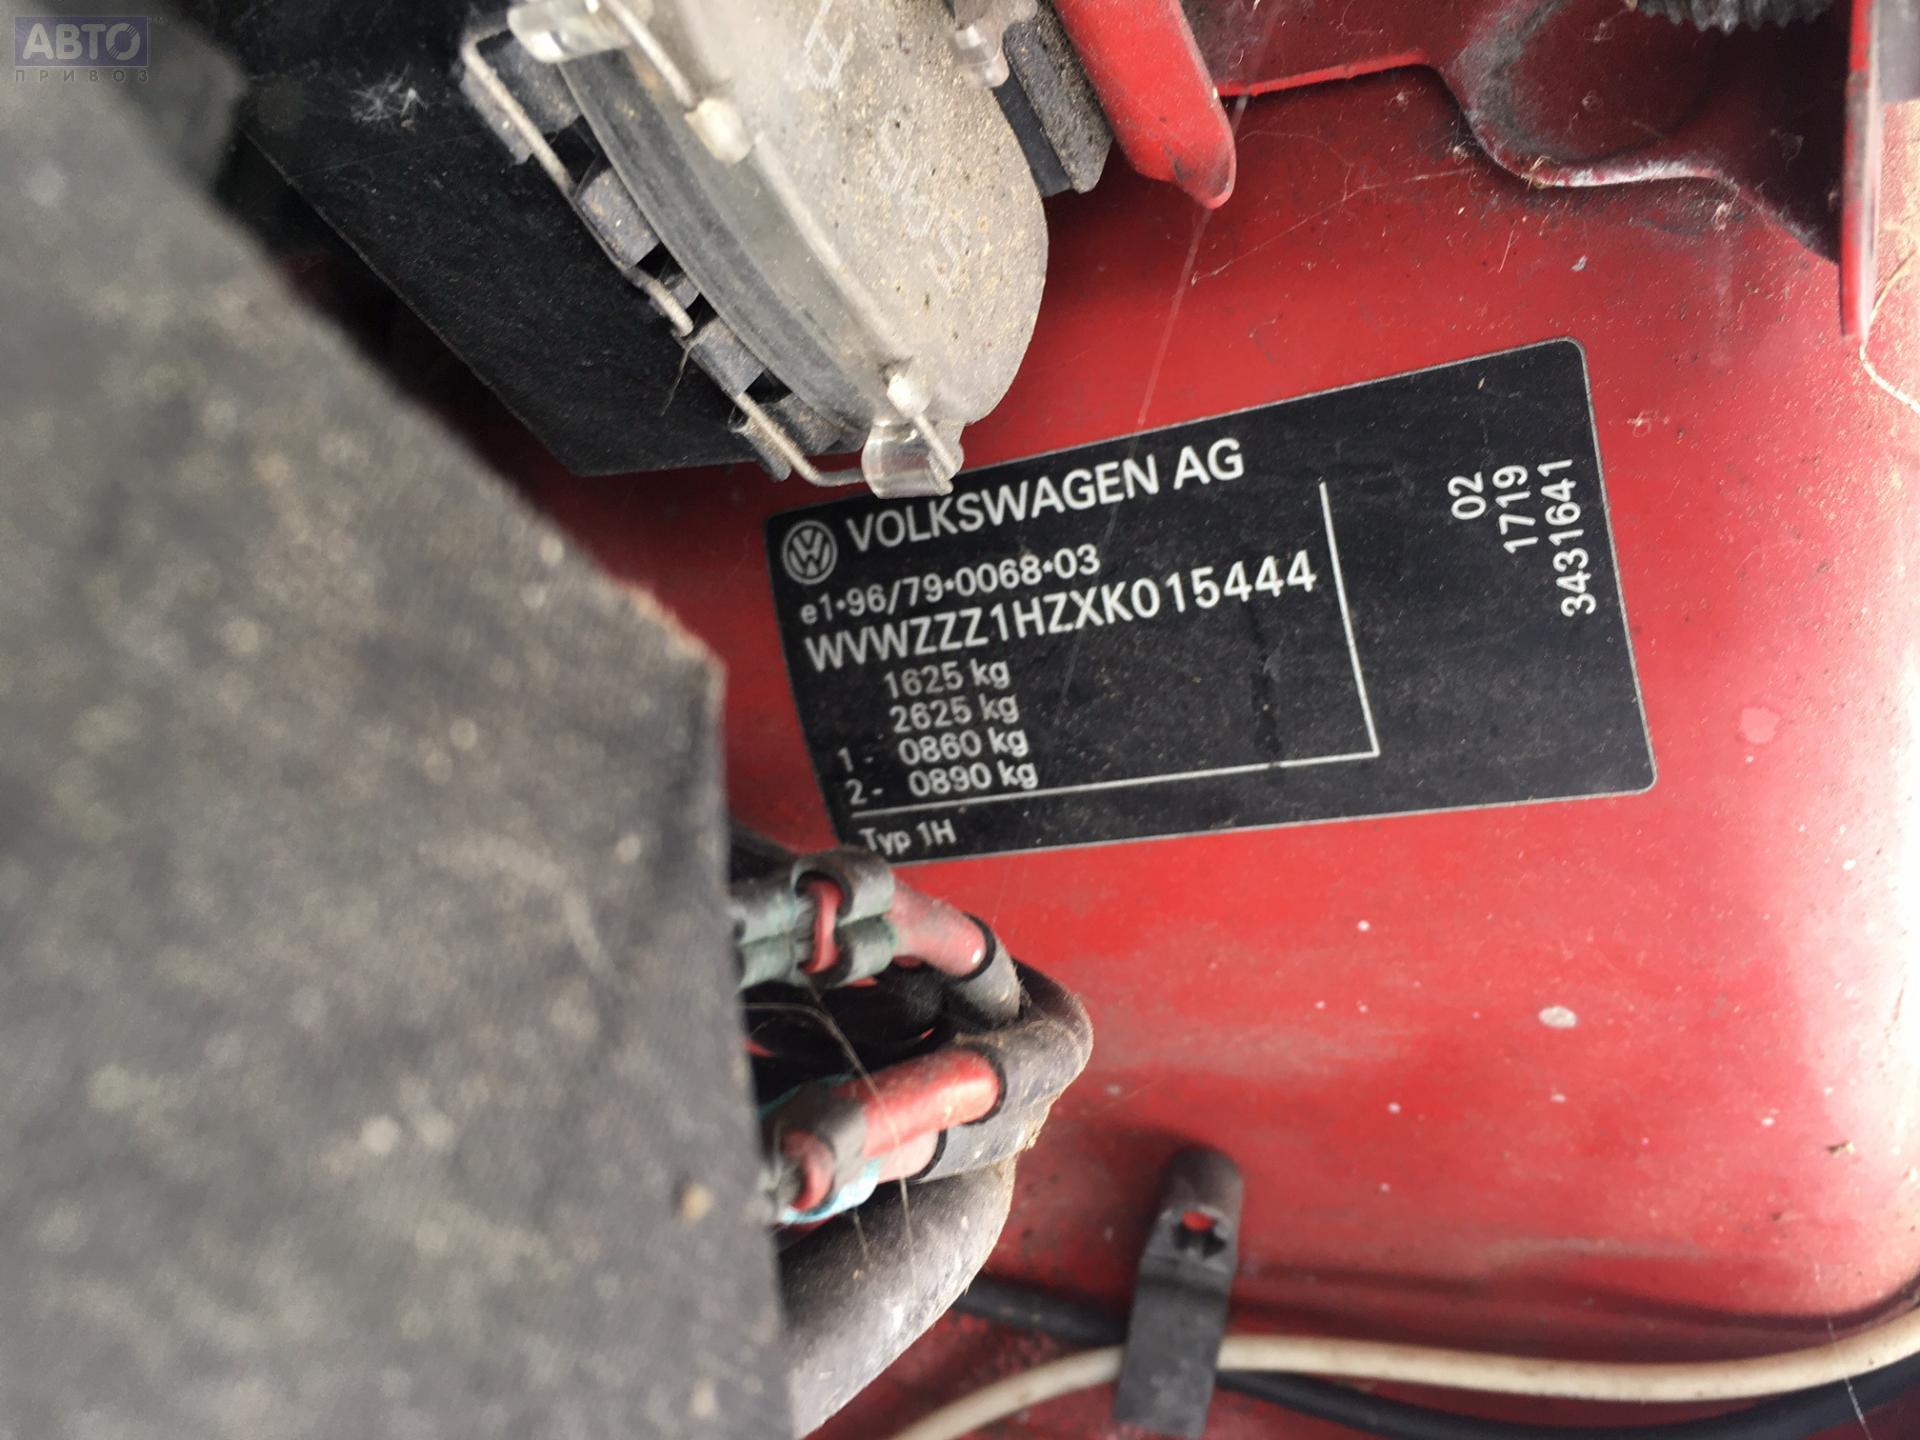 АВТО
ПРИВОЗ
VOLKSWAGEN AG
e1*96/79*0068*03
WVWZZZ1HZXK015444
1625 kg
2625 kg
1 - 0860 kg
2 - 0890 kg
Typ 1H
02
1719
3431641